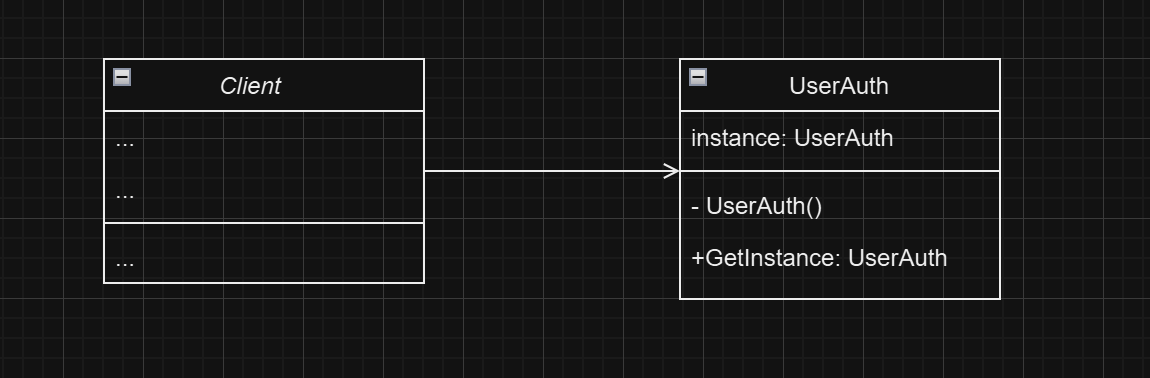 Client
...
...
...
UserAuth
instance: UserAuth
- UserAuth()
+GetInstance: UserAuth